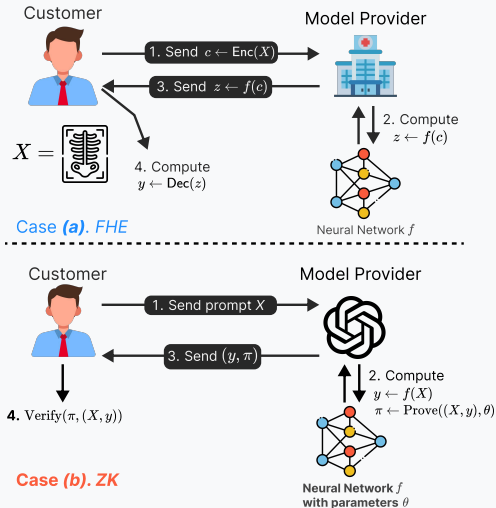 Customer
Model Provider
1. Send c ← Enc(X)
3. Send z ← f(c)
2. Compute
z ← f(c)
X =
4. Compute
y ← Dec(z)
Neural Network f
Case (a). FHE
Customer
Model Provider
1. Send prompt X
3. Send (y, π)
2. Compute
y ← f(X)
π ← Prove((X, y), θ)
4. Verify(π, (X, y))
Case (b). ZK
Neural Network f
with parameters θ